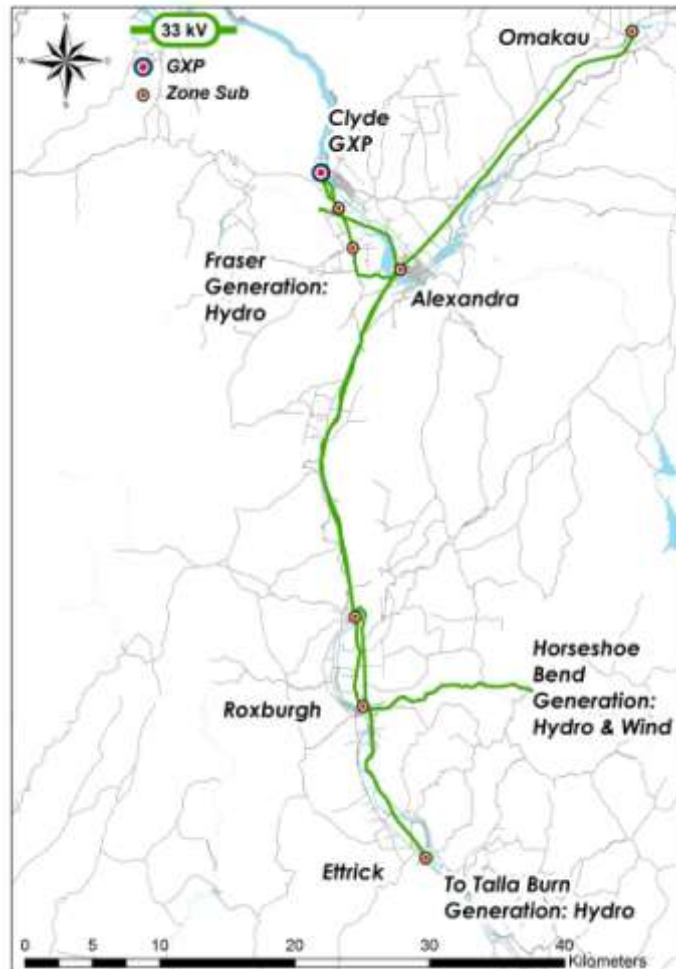 33 kV
GXP
Zone Sub
N
S
Omakau
Clyde
GXP
Fraser
Generation:
Hydro
Alexandra
Horseshoe
Bend
Generation:
Hydro & Wind
Roxburgh
Ettrick
To Talla Burn
Generation: Hydro
0 5 10 20 30 40
Kilometers